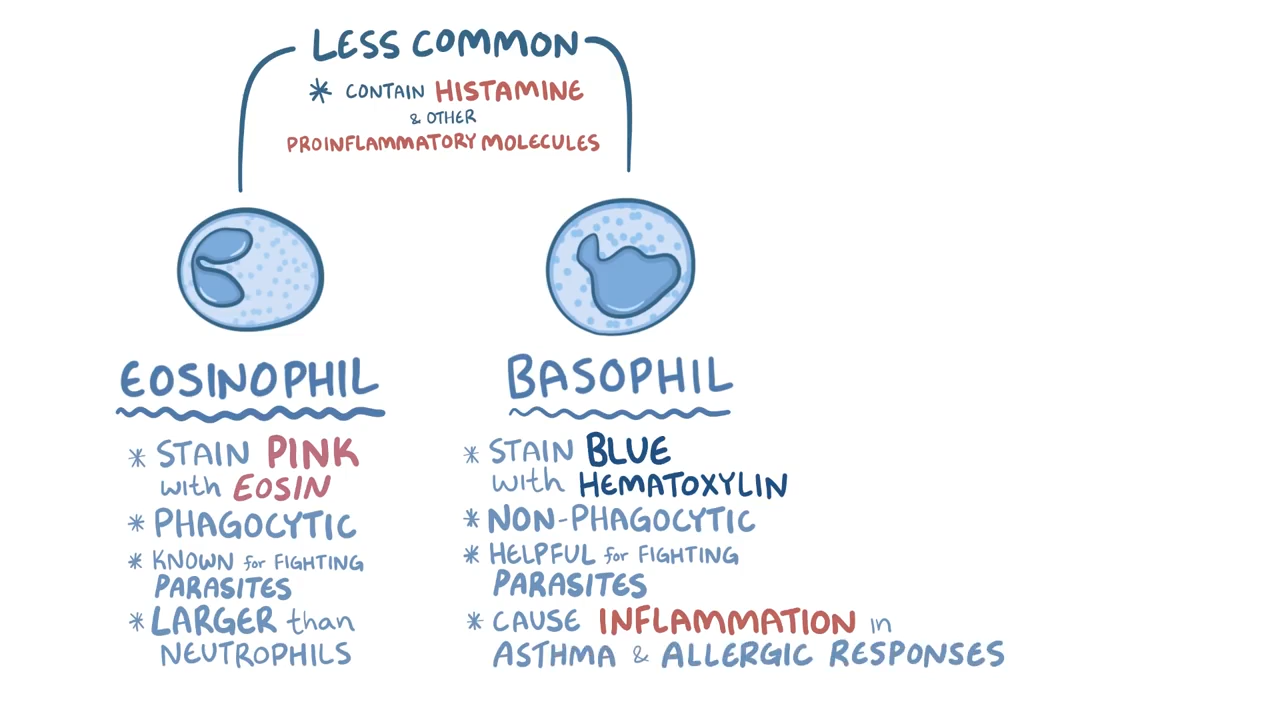 LESS COMMON
* CONTAIN HISTAMINE
& OTHER
PROINFLAMMATORY MOLECULES
EOSINOPHIL
* STAIN PINK
with EOSIN
* PHAGOCYTIC
* KNOWN for FIGHTING
PARASITES
* LARGER than
NEUTROPHILS
BASOPHIL
* STAIN BLUE
with HEMATOXYLIN
* NON-PHAGOCYTIC
* HELPFUL for FIGHTING
PARASITES
* CAUSE INFLAMMATION in
ASTHMA & ALLERGIC RESPONSES